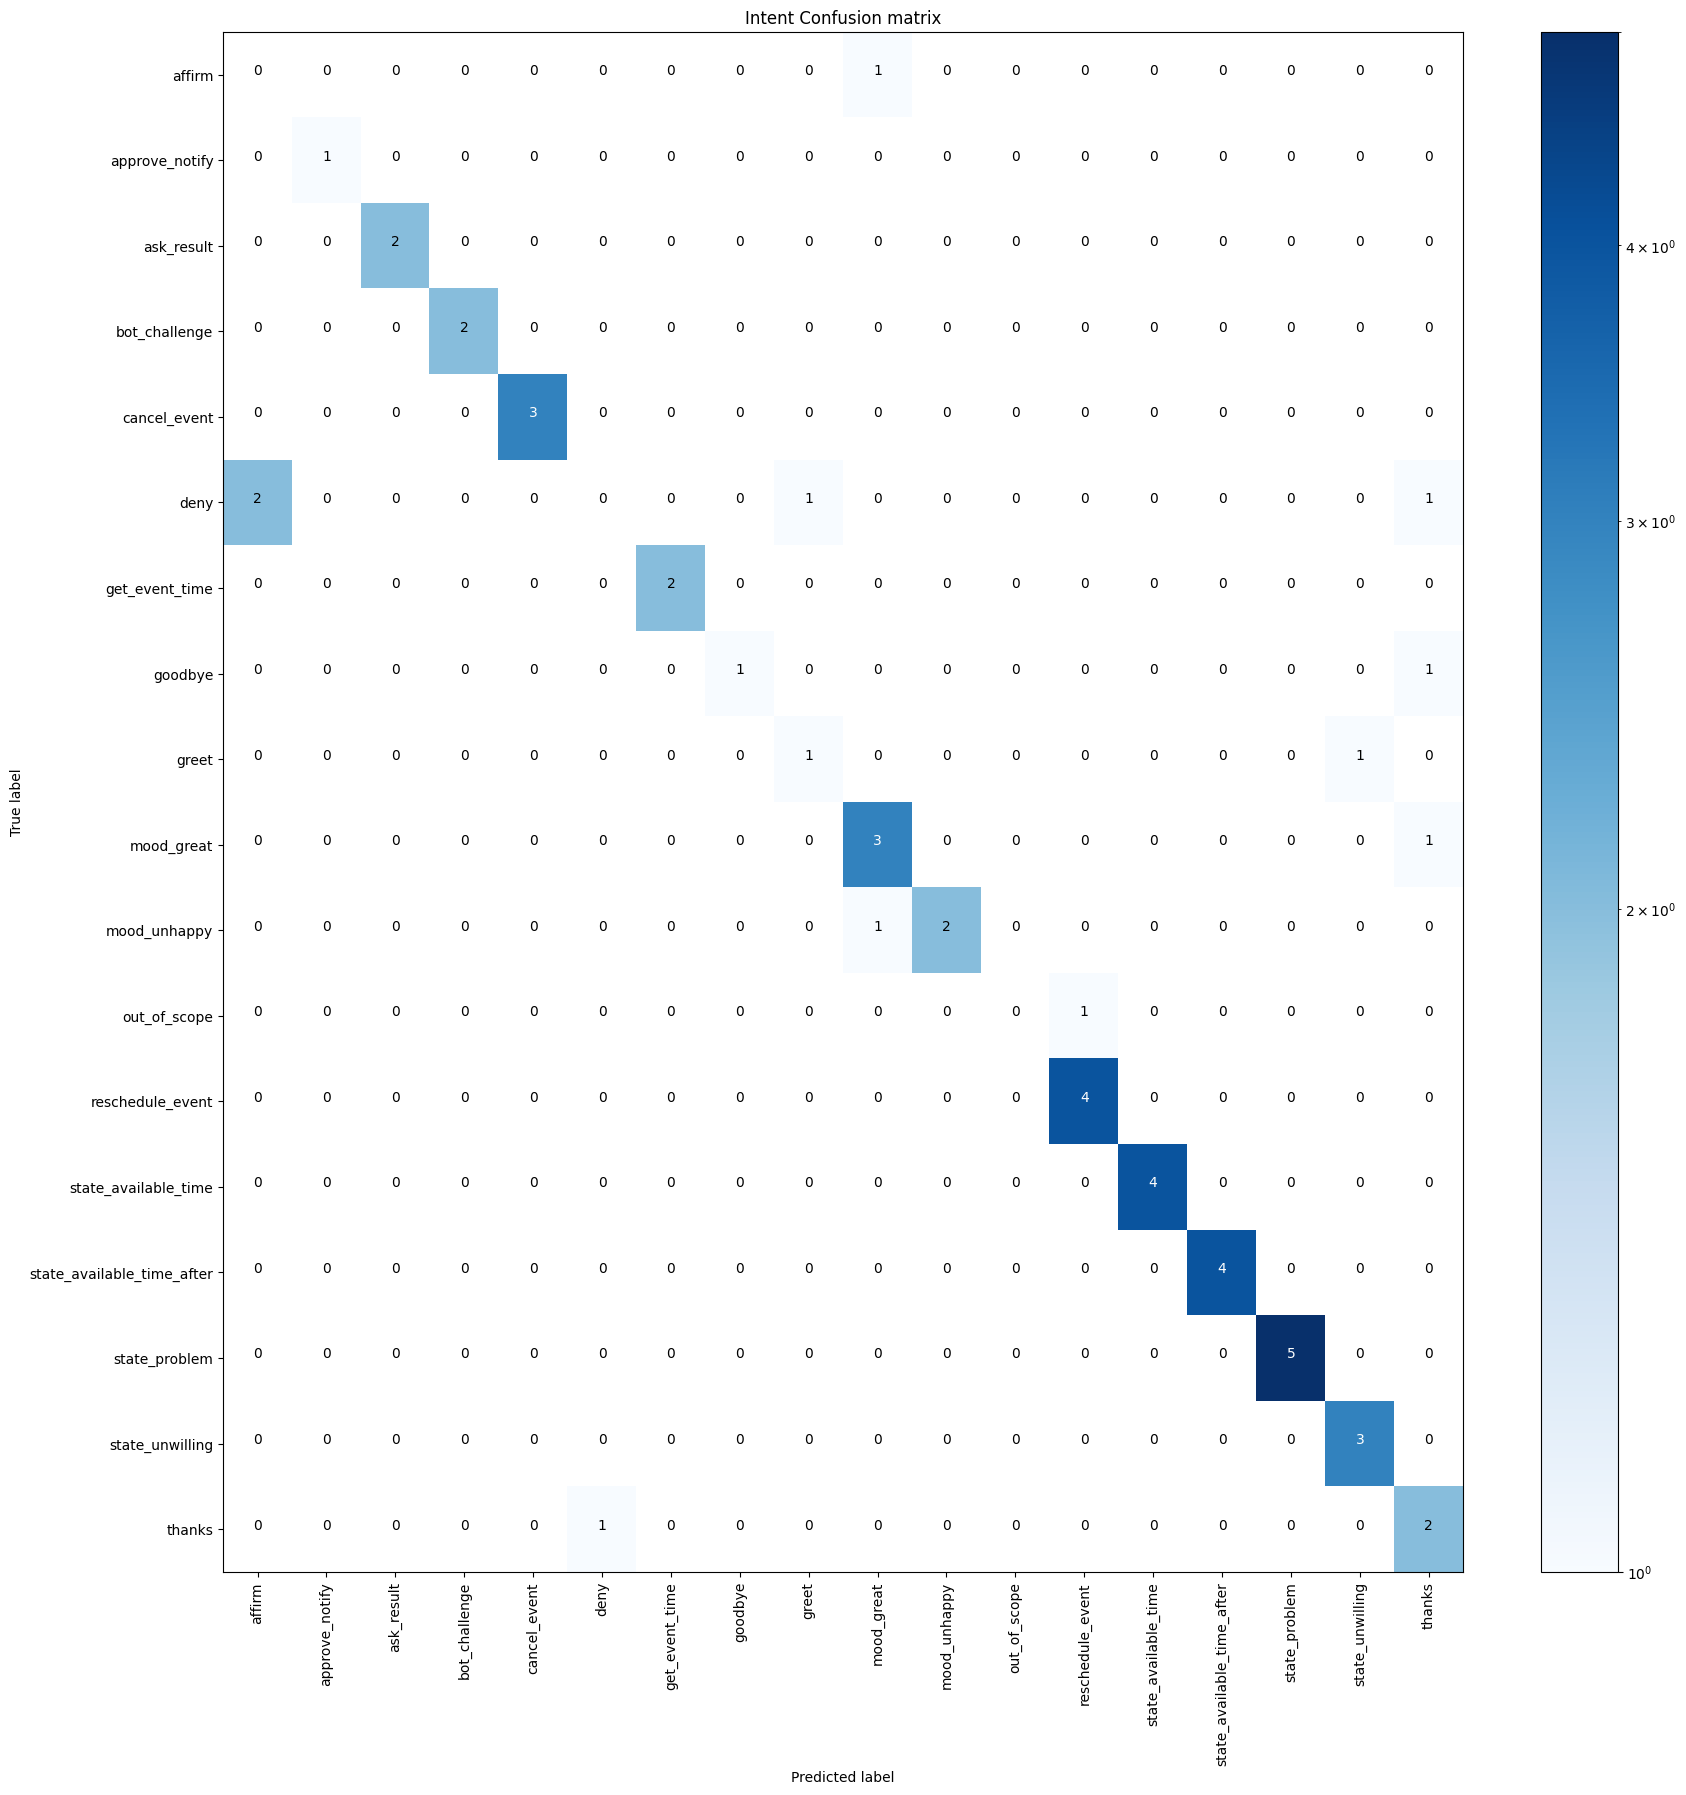 Intent Confusion matrix
affirm 0 0 0 0 0 0 0 0 0 1 0 0 0 0 0 0 0 0
approve_notify 0 1 0 0 0 0 0 0 0 0 0 0 0 0 0 0 0 0
ask_result 0 0 2 0 0 0 0 0 0 0 0 0 0 0 0 0 0 0
bot_challenge 0 0 0 2 0 0 0 0 0 0 0 0 0 0 0 0 0 0
cancel_event 0 0 0 0 3 0 0 0 0 0 0 0 0 0 0 0 0 0
deny 2 0 0 0 0 0 0 0 1 0 0 0 0 0 0 0 0 1
get_event_time 0 0 0 0 0 0 2 0 0 0 0 0 0 0 0 0 0 0
goodbye 0 0 0 0 0 0 0 1 0 0 0 0 0 0 0 0 0 1
greet 0 0 0 0 0 0 0 0 1 0 0 0 0 0 0 0 1 0
mood_great 0 0 0 0 0 0 0 0 0 3 0 0 0 0 0 0 0 1
mood_unhappy 0 0 0 0 0 0 0 0 0 1 2 0 0 0 0 0 0 0
out_of_scope 0 0 0 0 0 0 0 0 0 0 0 0 1 0 0 0 0 0
reschedule_event 0 0 0 0 0 0 0 0 0 0 0 0 4 0 0 0 0 0
state_available_time 0 0 0 0 0 0 0 0 0 0 0 0 0 4 0 0 0 0
state_available_time_after 0 0 0 0 0 0 0 0 0 0 0 0 0 0 4 0 0 0
state_problem 0 0 0 0 0 0 0 0 0 0 0 0 0 0 0 5 0 0
state_unwilling 0 0 0 0 0 0 0 0 0 0 0 0 0 0 0 0 3 0
thanks 0 0 0 0 0 1 0 0 0 0 0 0 0 0 0 0 0 2
True label
affirm
approve_notify
ask_result
bot_challenge
cancel_event
deny
get_event_time
goodbye
greet
mood_great
mood_unhappy
out_of_scope
reschedule_event
state_available_time
state_available_time_after
state_problem
state_unwilling
thanks
Predicted label
4 × 10⁰
3 × 10⁰
2 × 10⁰
10⁰